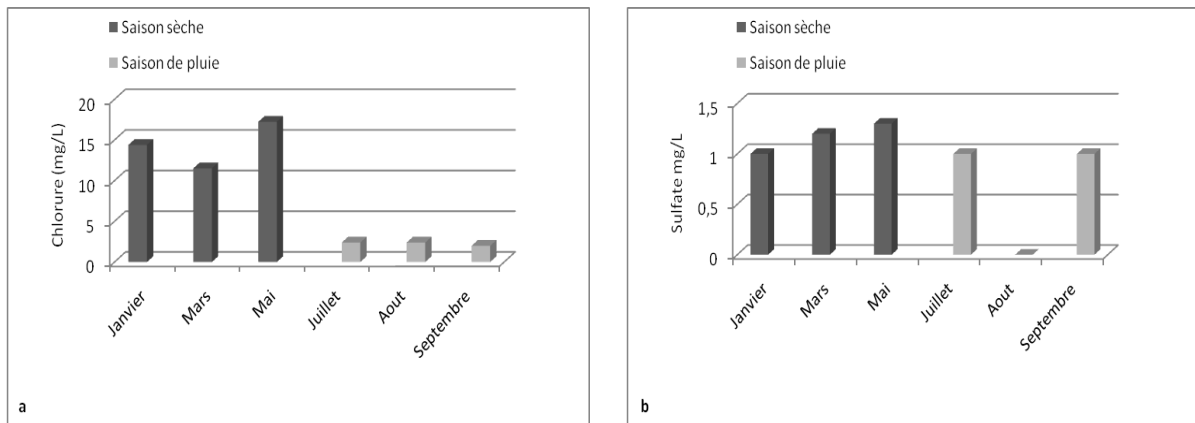 Saison sèche
Saison de pluie
Chlorure (mg/L)
20
15
10
5
0
Janvier
Mars
Mai
Juillet
Aout
Septembre
a
Saison sèche
Saison de pluie
Sulfate mg/L
1,5
1
0,5
0
Janvier
Mars
Mai
Juillet
Aout
Septembre
b